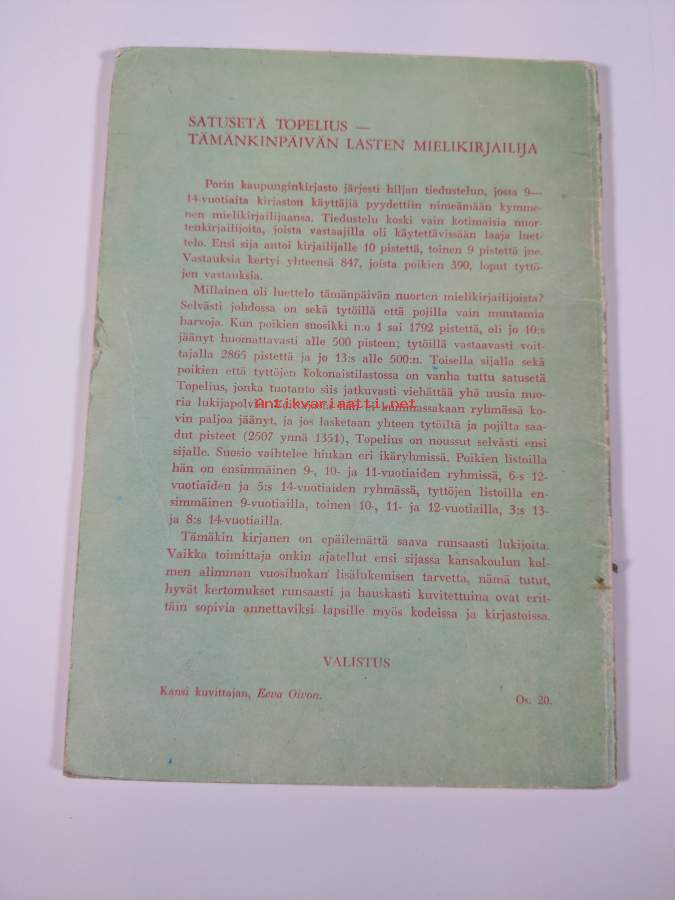 SATUSETÄ TOPELIUS —
TÄMÄNKINPÄIVÄN LASTEN MIELIKIRJAILIJA
Porin kaupunginkirjasto järjesti hiljan tiedustelun, jossa 9—
14-vuotiaita kirjaston käyttäjiä pyydettiin nimeämään kymme-
nen mielikirjailijaansa. Tiedustelu koski vain kotimaisia nuor-
tenkirjailijoita, joista vastaajilla oli käytettävissään laaja luet-
telo. Ensi sija antoi kirjailijalle 10 pistettä, toinen 9 pistettä jne.
Vastauksia kertyi yhteensä 847, joista poikien 390, loput tyttö-
jen vastauksia.
Millainen oli luettelo tämänpäivän nuorten mielikirjailijoista?
Selvästi johdossa on sekä tytöillä että pojilla vain muutamia
harvoja. Kun poikien suosikki n:o 1 sai 1792 pistettä, oli jo 10:s
jäänyt huomattavasti alle 500 pisteen; tytöillä vastaavasti voit-
tajalla 2865 pistettä ja jo 13:s alle 500:n. Toisella sijalla sekä
poikien että tyttöjen kokonaistilastossa on vanha tuttu satusetä
Topelius, jonka tuotanto siis jatkuvasti viehättää yhä uusia nuo-
ria lukijapolvia. Voitosta hän ei kummassakaan ryhmässä ko-
Antikvariaatti.net
vin paljoa jäänyt, ja jos lasketaan yhteen tytöiltä ja pojilta saa-
dut pisteet (2507 ynnä 1351), Topelius on noussut selvästi ensi
sijalle. Suosio vaihtelee hiukan eri ikäryhmissä. Poikien listoilla
hän on ensimmäinen 9-, 10- ja 11-vuotiaiden ryhmissä, 6-s 12-
vuotiaiden ja 5:s 14-vuotiaiden ryhmässä, tyttöjen listoilla en-
simmäinen 9-vuotiailla, toinen 10-, 11- ja 12-vuotiailla, 3:s 13-
ja 8:s 14-vuotiailla.
Tämäkin kirjanen on epäilemättä saava runsaasti lukijoita.
Vaikka toimittaja onkin ajatellut ensi sijassa kansakoulun kol-
men alimman vuosiluokan lisälukemisen tarvetta, nämä tutut,
hyvät kertomukset runsaasti ja hauskasti kuvitettuina ovat erit-
täin sopivia annettaviksi lapsille myös kodeissa ja kirjastoissa.
VALISTUS
Kansi kuvittajan, Eeva Oivon.
Os. 20.